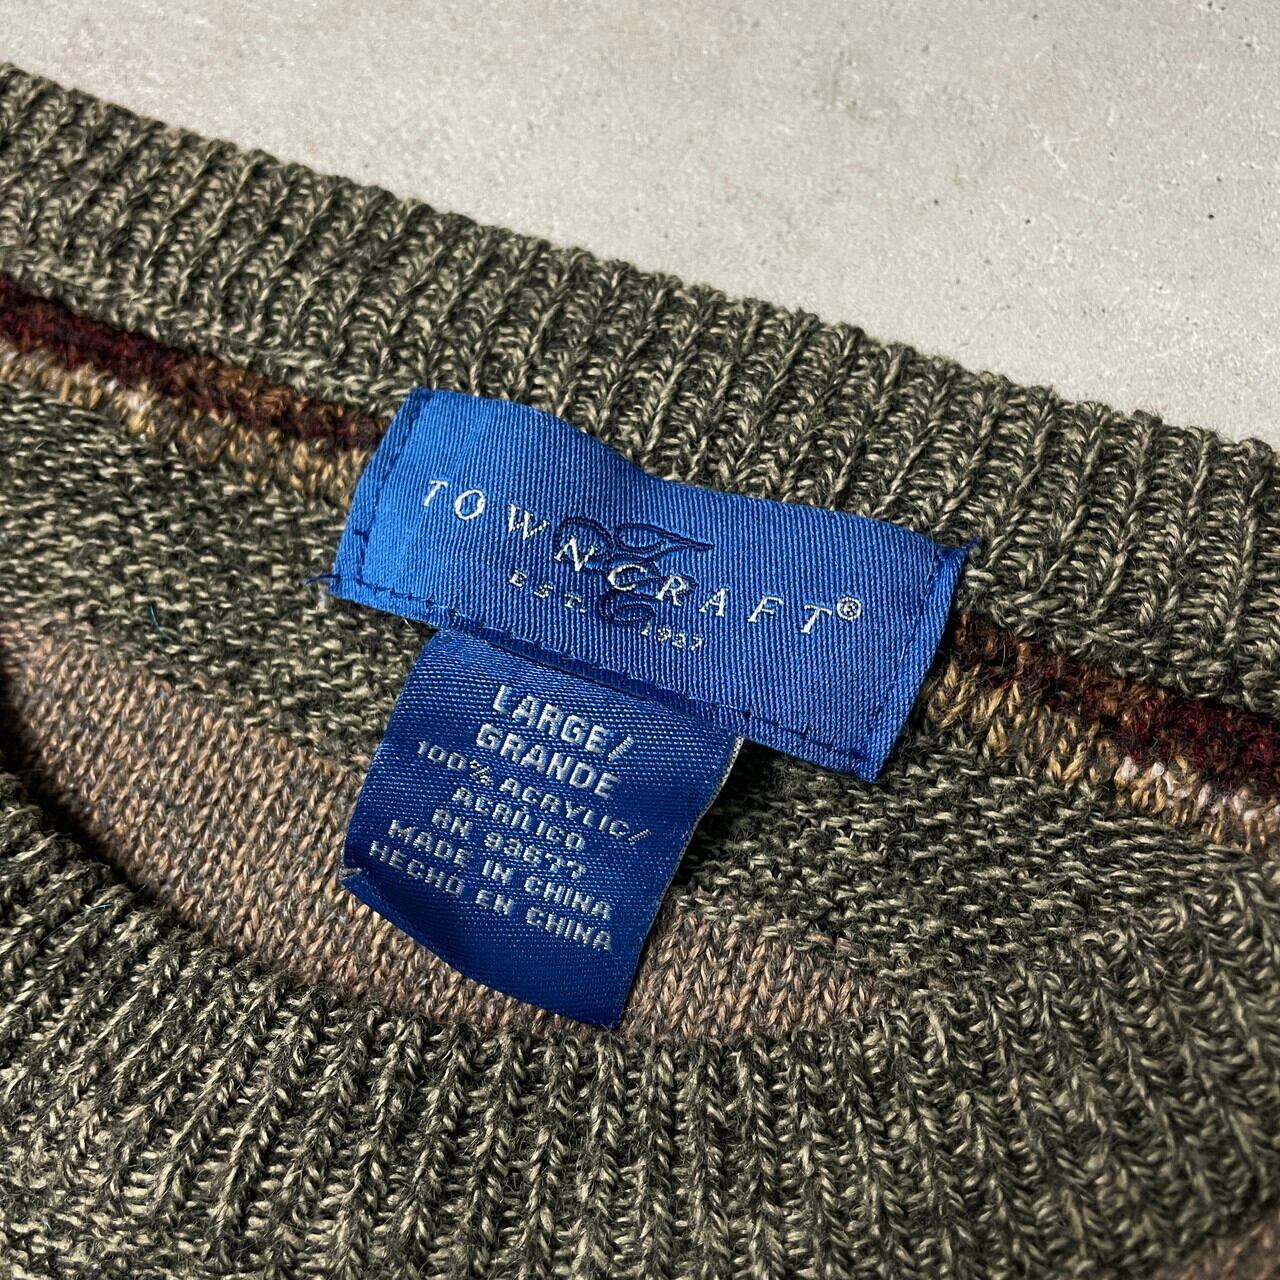 TOWNCRAFT®
EST. 1927
LARGE/
GRANDE
100% ACRYLIC/
ACRILICO
RN 93677
MADE IN CHINA
HECHO EN CHINA